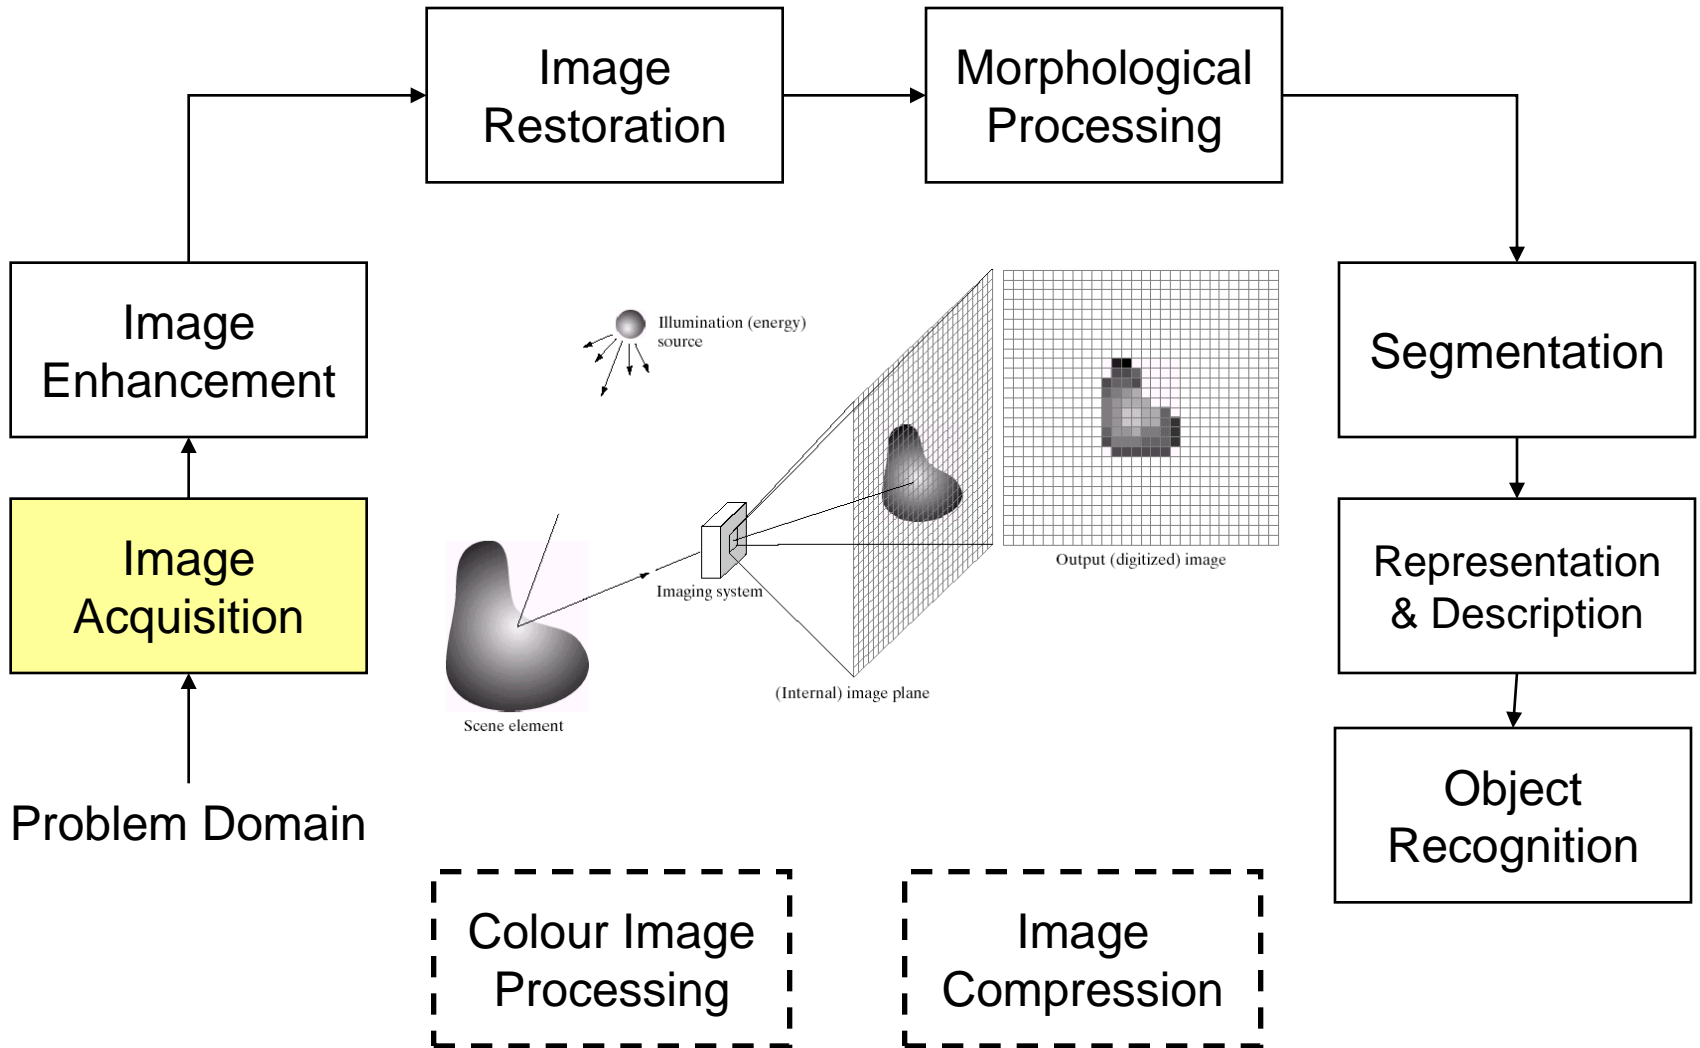 Image
Restoration
Morphological
Processing
Image
Enhancement
Illumination (energy)
source
Segmentation
Image
Acquisition
Imaging system
Output (digitized) image
Representation
& Description
(Internal) image plane
Scene element
Problem Domain
Object
Recognition
Colour Image
Processing
Image
Compression